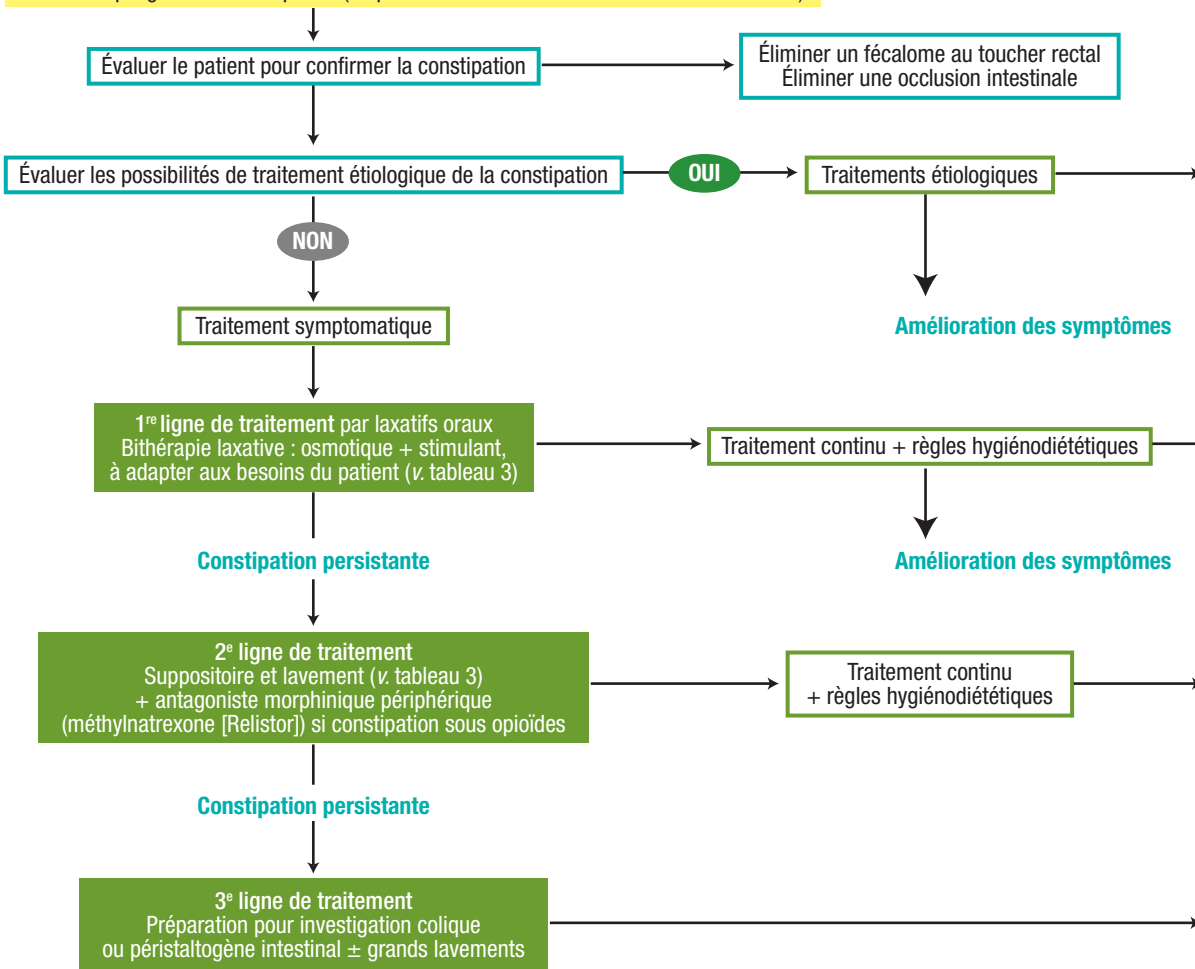 Évaluer le patient pour confirmer la constipation
Éliminer un fécalome au toucher rectal
Éliminer une occlusion intestinale
Évaluer les possibilités de traitement étiologique de la constipation
OUI
Traitements étiologiques
NON
Amélioration des symptômes
Traitement symptomatique
1re ligne de traitement par laxatifs oraux
Bithérapie laxative : osmotique + stimulant,
à adapter aux besoins du patient (v. tableau 3)
Traitement continu + règles hygiénodiététiques
Constipation persistante
Amélioration des symptômes
2e ligne de traitement
Suppositoire et lavement (v. tableau 3)
+ antagoniste morphinique périphérique
(méthylnatrexone [Relistor]) si constipation sous opioïdes
Traitement continu
+ règles hygiénodiététiques
Constipation persistante
3e ligne de traitement
Préparation pour investigation colique
ou péristaltogène intestinal ± grands lavements